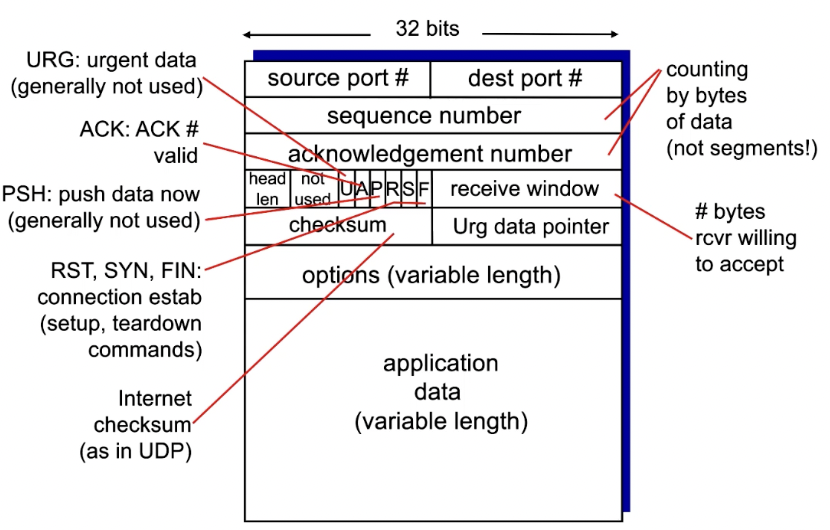 32 bits
URG: urgent data
(generally not used)
ACK: ACK #
valid
PSH: push data now
(generally not used)
RST, SYN, FIN:
connection estab
(setup, teardown
commands)
Internet
checksum
(as in UDP)
source port #
dest port #
sequence number
acknowledgement number
head
len
not
used
U
A
P
R
S
F
receive window
checksum
Urg data pointer
options (variable length)
application
data
(variable length)
counting
by bytes
of data
(not segments!)
# bytes
rcvr willing
to accept